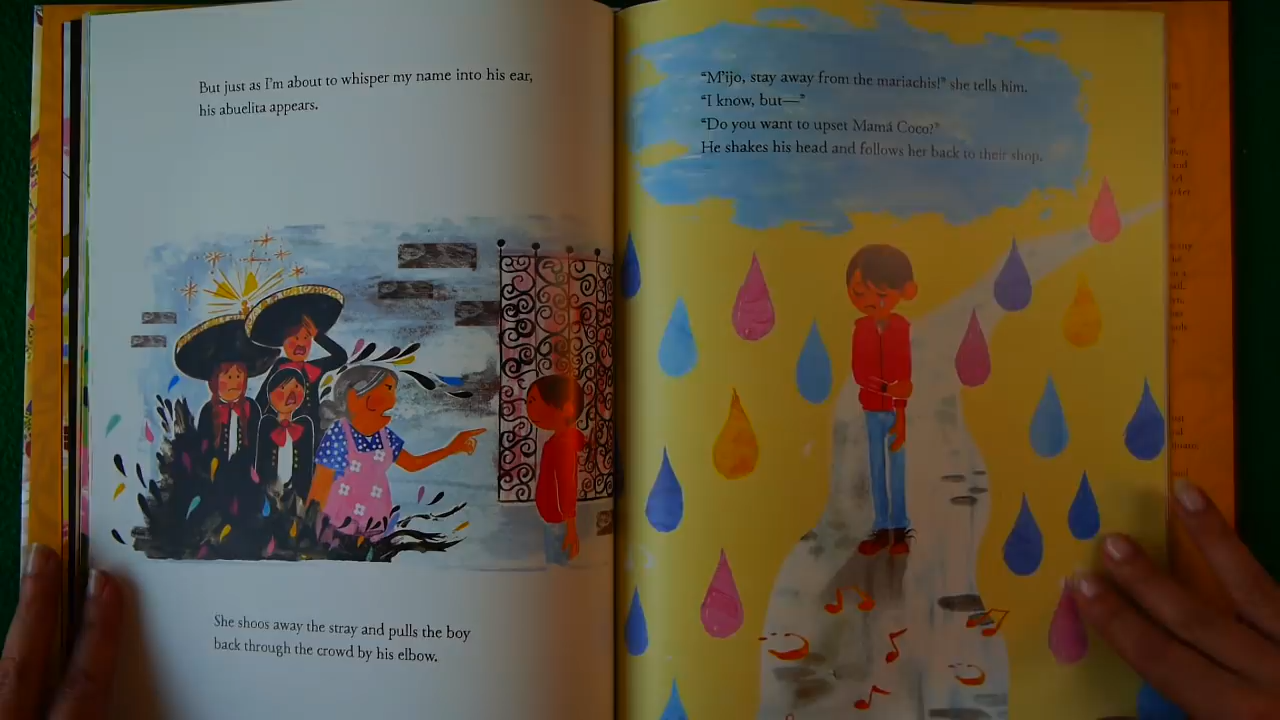 But just as I'm about to whisper my name into his ear,
his abuelita appears.
She shoos away the stray and pulls the boy
back through the crowd by his elbow.
“M'ijo, stay away from the mariachis!” she tells him.
“I know, but—”
“Do you want to upset Mamá Coco?”
He shakes his head and follows her back to their shop.